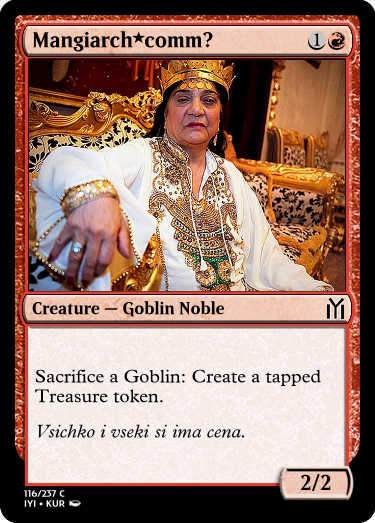 Mangiarch★comm? 1
Creature — Goblin Noble
Sacrifice a Goblin: Create a tapped
Treasure token.
Vsichko i vseki si ima cena.
2/2
116/237 C
IYI • KUR